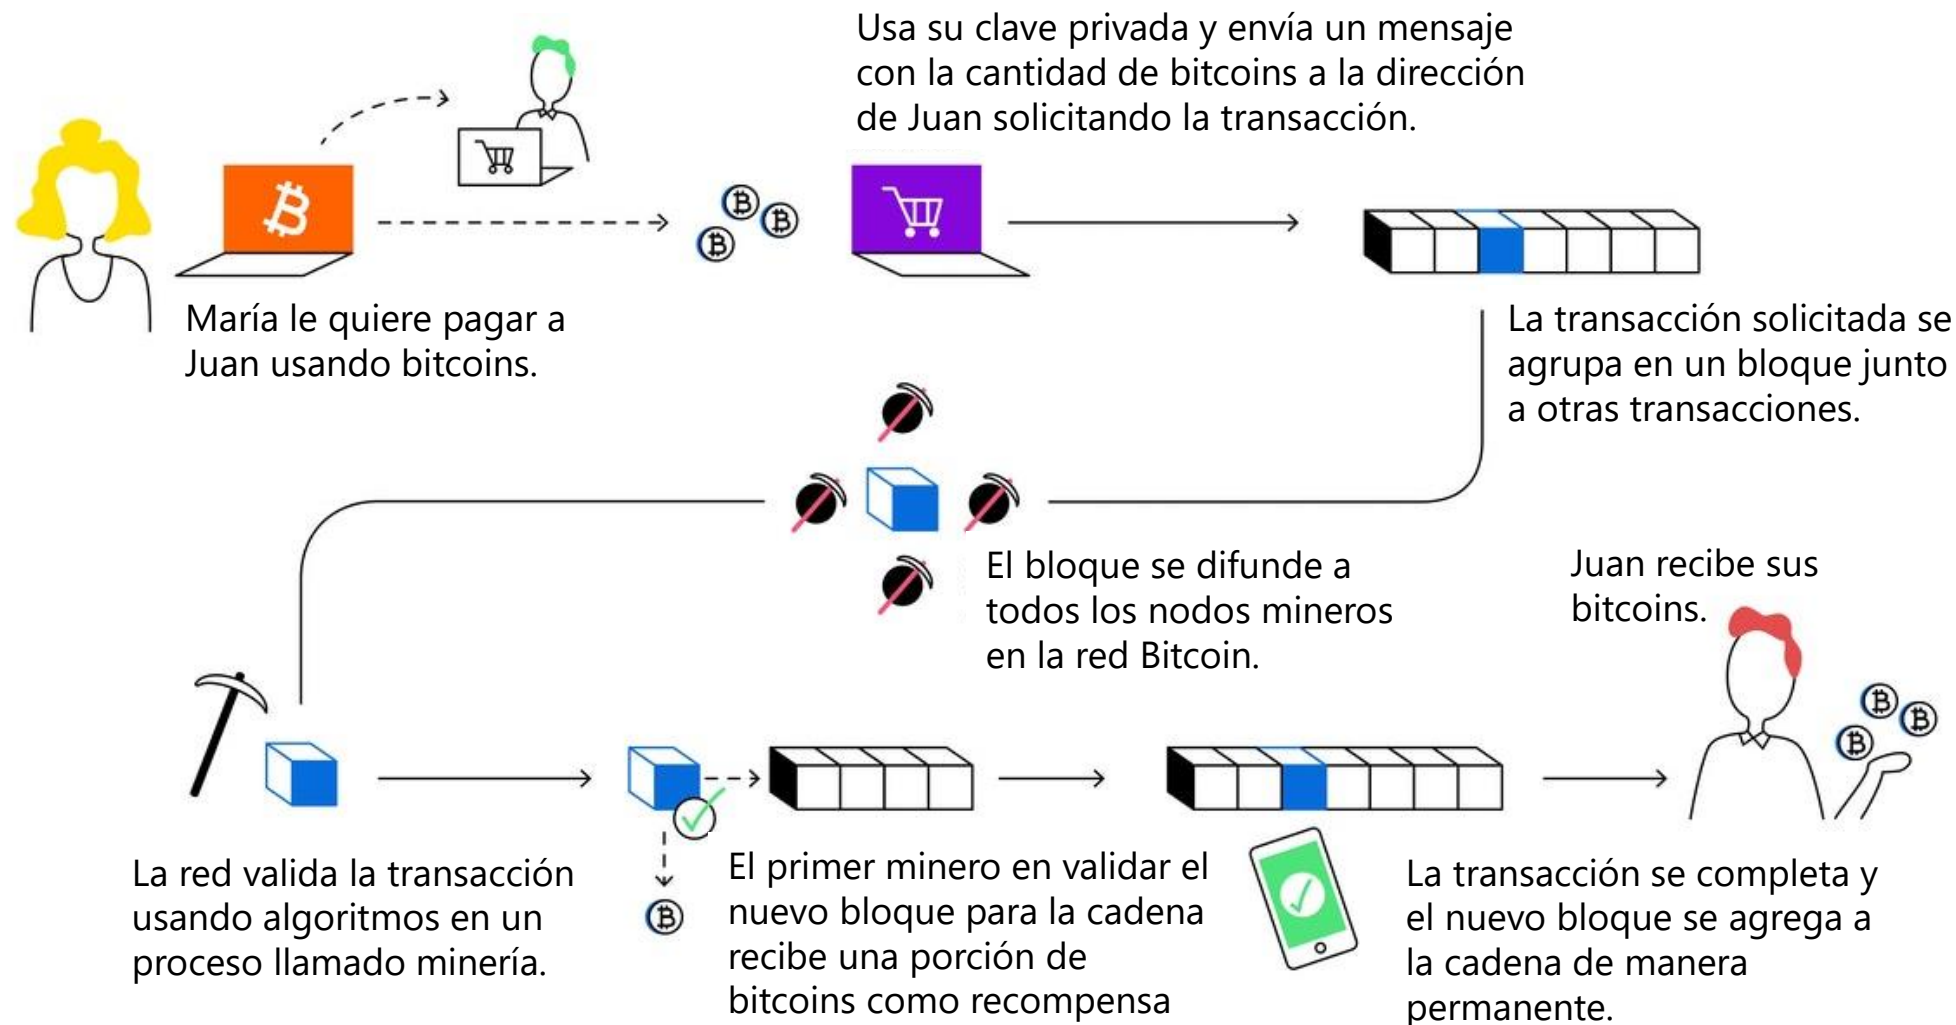 María le quiere pagar a
Juan usando bitcoins.
Usa su clave privada y envía un mensaje
con la cantidad de bitcoins a la dirección
de Juan solicitando la transacción.
La transacción solicitada se
agrupa en un bloque junto
a otras transacciones.
El bloque se difunde a
todos los nodos mineros
en la red Bitcoin.
La red valida la transacción
usando algoritmos en un
proceso llamado minería.
El primer minero en validar el
nuevo bloque para la cadena
recibe una porción de
bitcoins como recompensa
La transacción se completa y
el nuevo bloque se agrega a
la cadena de manera
permanente.
Juan recibe sus
bitcoins.